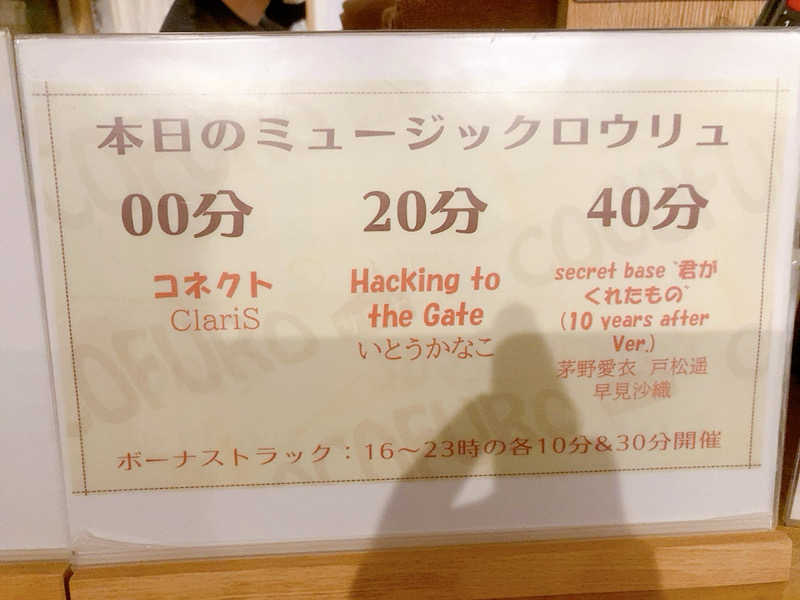 本日のミュージックロウリュ
00分 20分 40分
コネクト
ClariS
Hacking to
the Gate
いとうかなこ
secret base ~君が
くれたもの~
(10 years after
Ver.)
茅野愛衣 戸松遥
早見沙織
ボーナストラック：16～23時の各10分&30分開催
COCOFURO